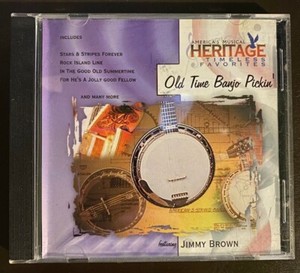 INCLUDES
STARS & STRIPES FOREVER
ROCK ISLAND LINE
IN THE GOOD OLD SUMMERTIME
FOR HE'S A JOLLY GOOD FELLOW
AND MANY MORE
AMERICA'S MUSICAL
HERITAGE
TIMELESS
FAVORITES
Old Time Banjo Pickin'
featuring JIMMY BROWN